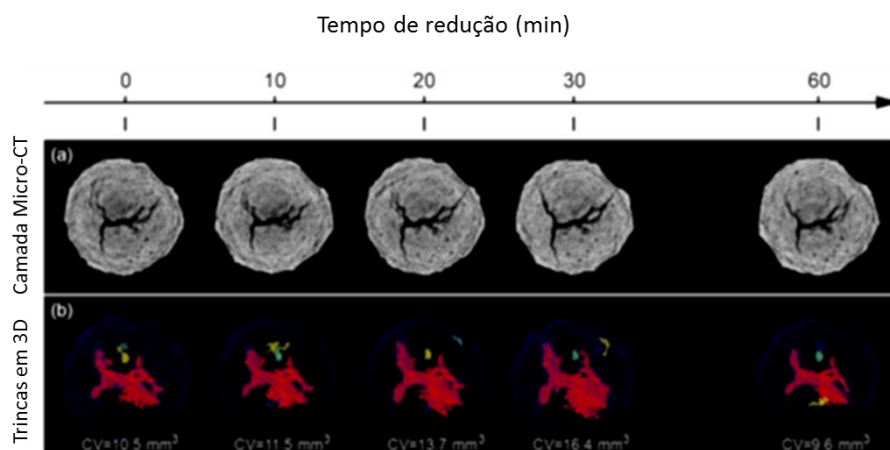 Tempo de redução (min)
0 10 20 30 60
Camada Micro-CT
(a)
Trincas em 3D
(b)
CV=10.5 mm³ CV=11.5 mm³ CV=13.7 mm³ CV=16.4 mm³ CV=9.6 mm³